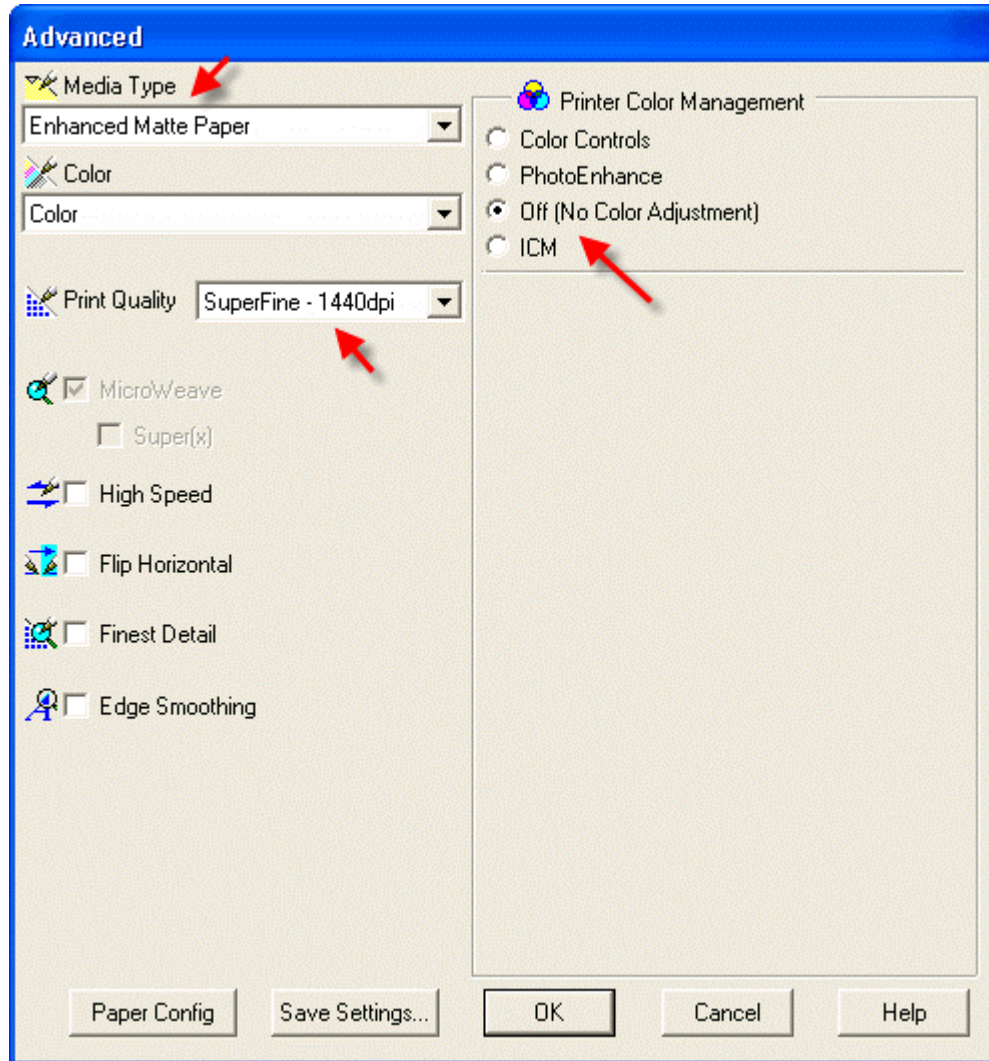 Advanced
Media Type
Enhanced Matte Paper
Color
Color
Print Quality SuperFine - 1440dpi
MicroWeave
Super(x)
High Speed
Flip Horizontal
Finest Detail
Edge Smoothing
Printer Color Management
Color Controls
PhotoEnhance
Off (No Color Adjustment)
ICM
Paper Config Save Settings... OK Cancel Help